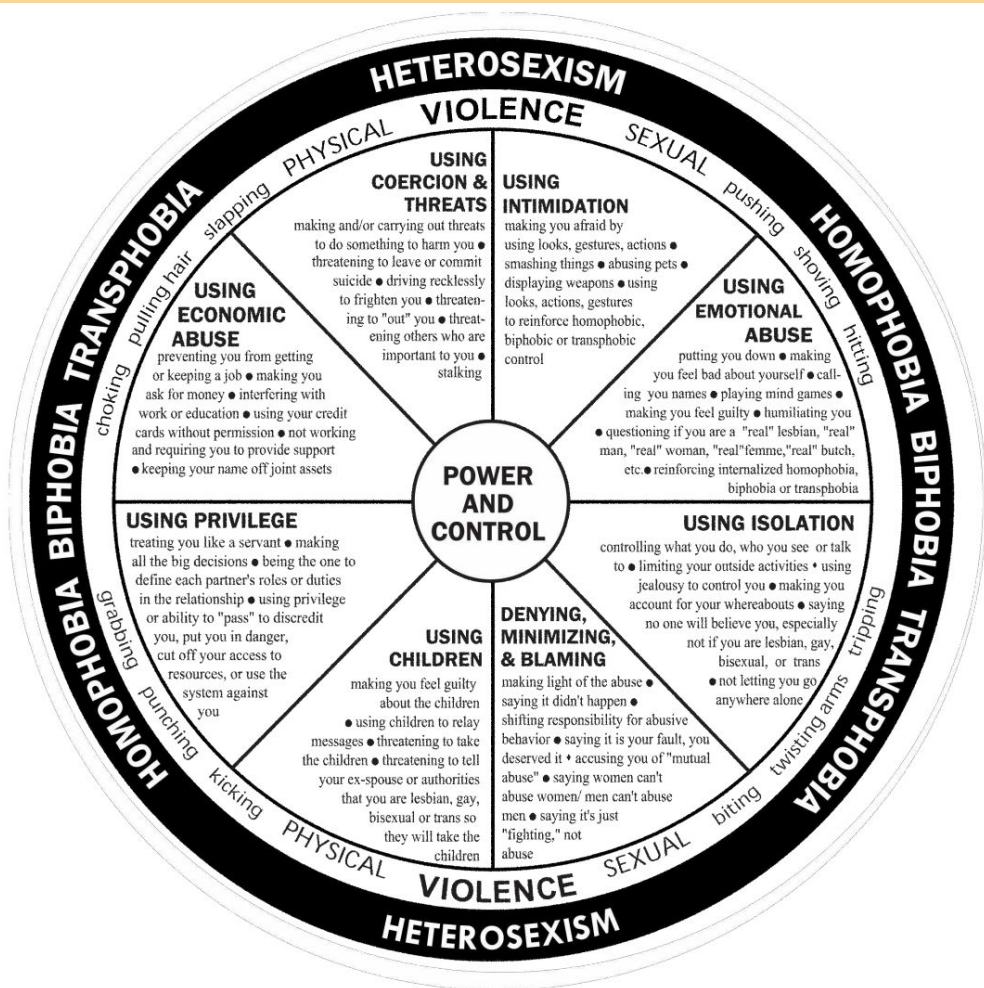 HETEROSEXISM
PHYSICAL VIOLENCE SEXUAL
HOMOPHOBIA BIPHOBIA TRANSPHOBIA
HOMOPHOBIA BIPHOBIA TRANSPHOBIA
choking pulling hair slapping
pushing shoving hitting
USING
COERCION &
THREATS
making and/or carrying out threats
to do something to harm you ●
threatening to leave or commit
suicide ● driving recklessly
to frighten you ● threaten-
ing to "out" you ● threat-
ening others who are
important to you ●
stalking
USING
INTIMIDATION
making you afraid by
using looks, gestures, actions ●
smashing things ● abusing pets ●
displaying weapons ● using
looks, actions, gestures
to reinforce homophobic,
biphobic or transphobic
control
USING
ECONOMIC
ABUSE
preventing you from getting
or keeping a job ● making you
ask for money ● interfering with
work or education ● using your credit
cards without permission ● not working
and requiring you to provide support
● keeping your name off joint assets
USING
EMOTIONAL
ABUSE
putting you down ● making
you feel bad about yourself ● call-
ing you names ● playing mind games ●
making you feel guilty ● humiliating you
● questioning if you are a "real" lesbian, "real"
man, "real" woman, "real"femme,"real" butch,
etc.● reinforcing internalized homophobia,
biphobia or transphobia
POWER
AND
CONTROL
USING PRIVILEGE
treating you like a servant ● making
all the big decisions ● being the one to
define each partner's roles or duties
in the relationship ● using privilege
or ability to "pass" to discredit
you, put you in danger,
cut off your access to
resources, or use the
system against
you
USING ISOLATION
controlling what you do, who you see or talk
to ● limiting your outside activities ♦ using
jealousy to control you ● making you
account for your whereabouts ● saying
no one will believe you, especially
not if you are lesbian, gay,
bisexual, or trans
● not letting you go
anywhere alone
USING
CHILDREN
making you feel guilty
about the children
● using children to relay
messages ● threatening to take
the children ● threatening to tell
your ex-spouse or authorities
that you are lesbian, gay,
bisexual or trans so
they will take the
children
DENYING,
MINIMIZING,
& BLAMING
making light of the abuse ●
saying it didn't happen ●
shifting responsibility for abusive
behavior ● saying it is your fault, you
deserved it ♦ accusing you of "mutual
abuse" ● saying women can't
abuse women/ men can't abuse
men ● saying it's just
"fighting," not
abuse
grabbing punching kicking
biting twisting arms tripping
PHYSICAL VIOLENCE SEXUAL
HETEROSEXISM